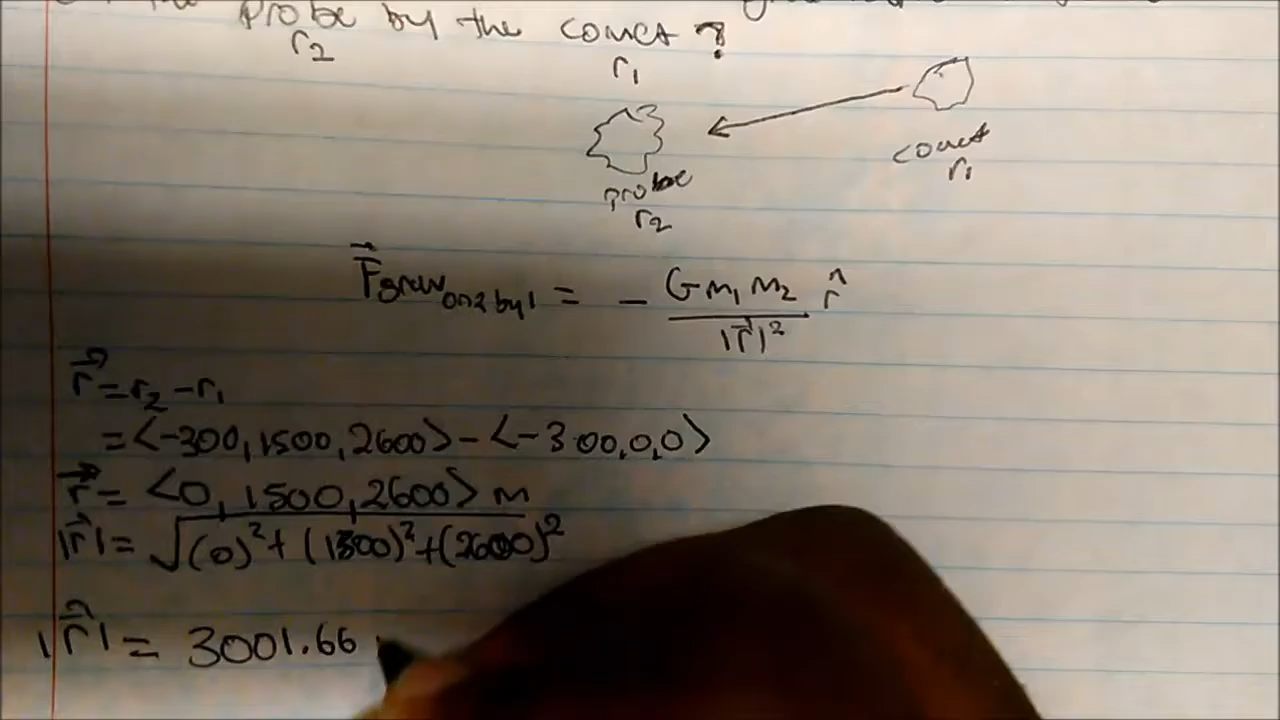 the probe by the comet ?
r₂
r₁
comet
r₁
probe
r₂
F⃗grav on 2 by 1 = - G m₁ m₂ / |r⃗|² r̂
r⃗ = r₂ - r₁
= <-300, 1500, 2600> - <-300, 0, 0>
r⃗ = <0, 1500, 2600> m
|r⃗| = √(0)² + (1500)² + (2600)²
|r⃗| = 3001.66